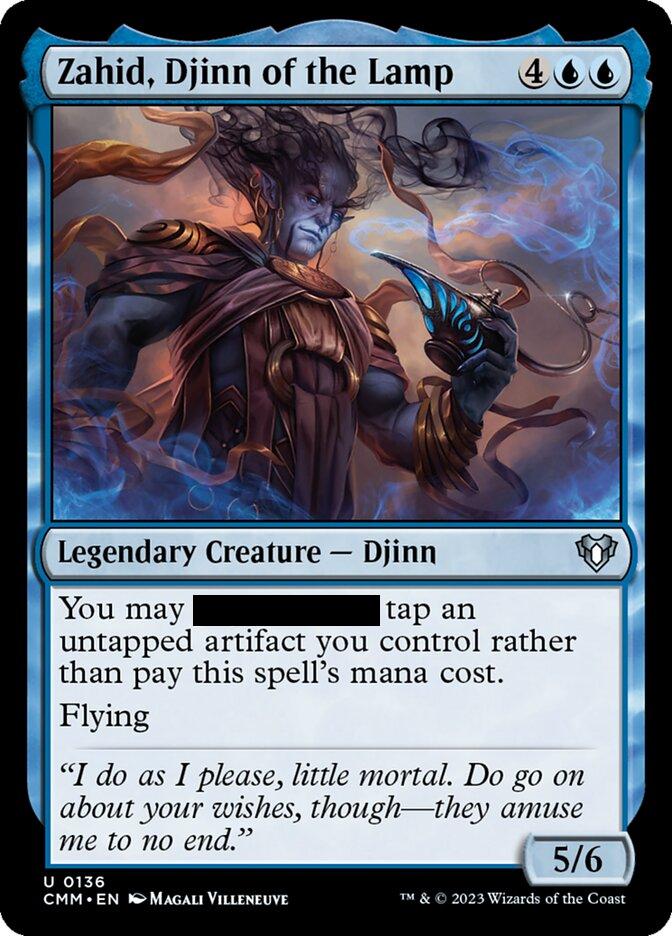 Zahid, Djinn of the Lamp 4
Legendary Creature — Djinn
You may tap an
untapped artifact you control rather
than pay this spell's mana cost.
Flying
“I do as I please, little mortal. Do go on
about your wishes, though—they amuse
me to no end.”
5/6
U 0136
CMM • EN Magali Villeneuve
™ & © 2023 Wizards of the Coast